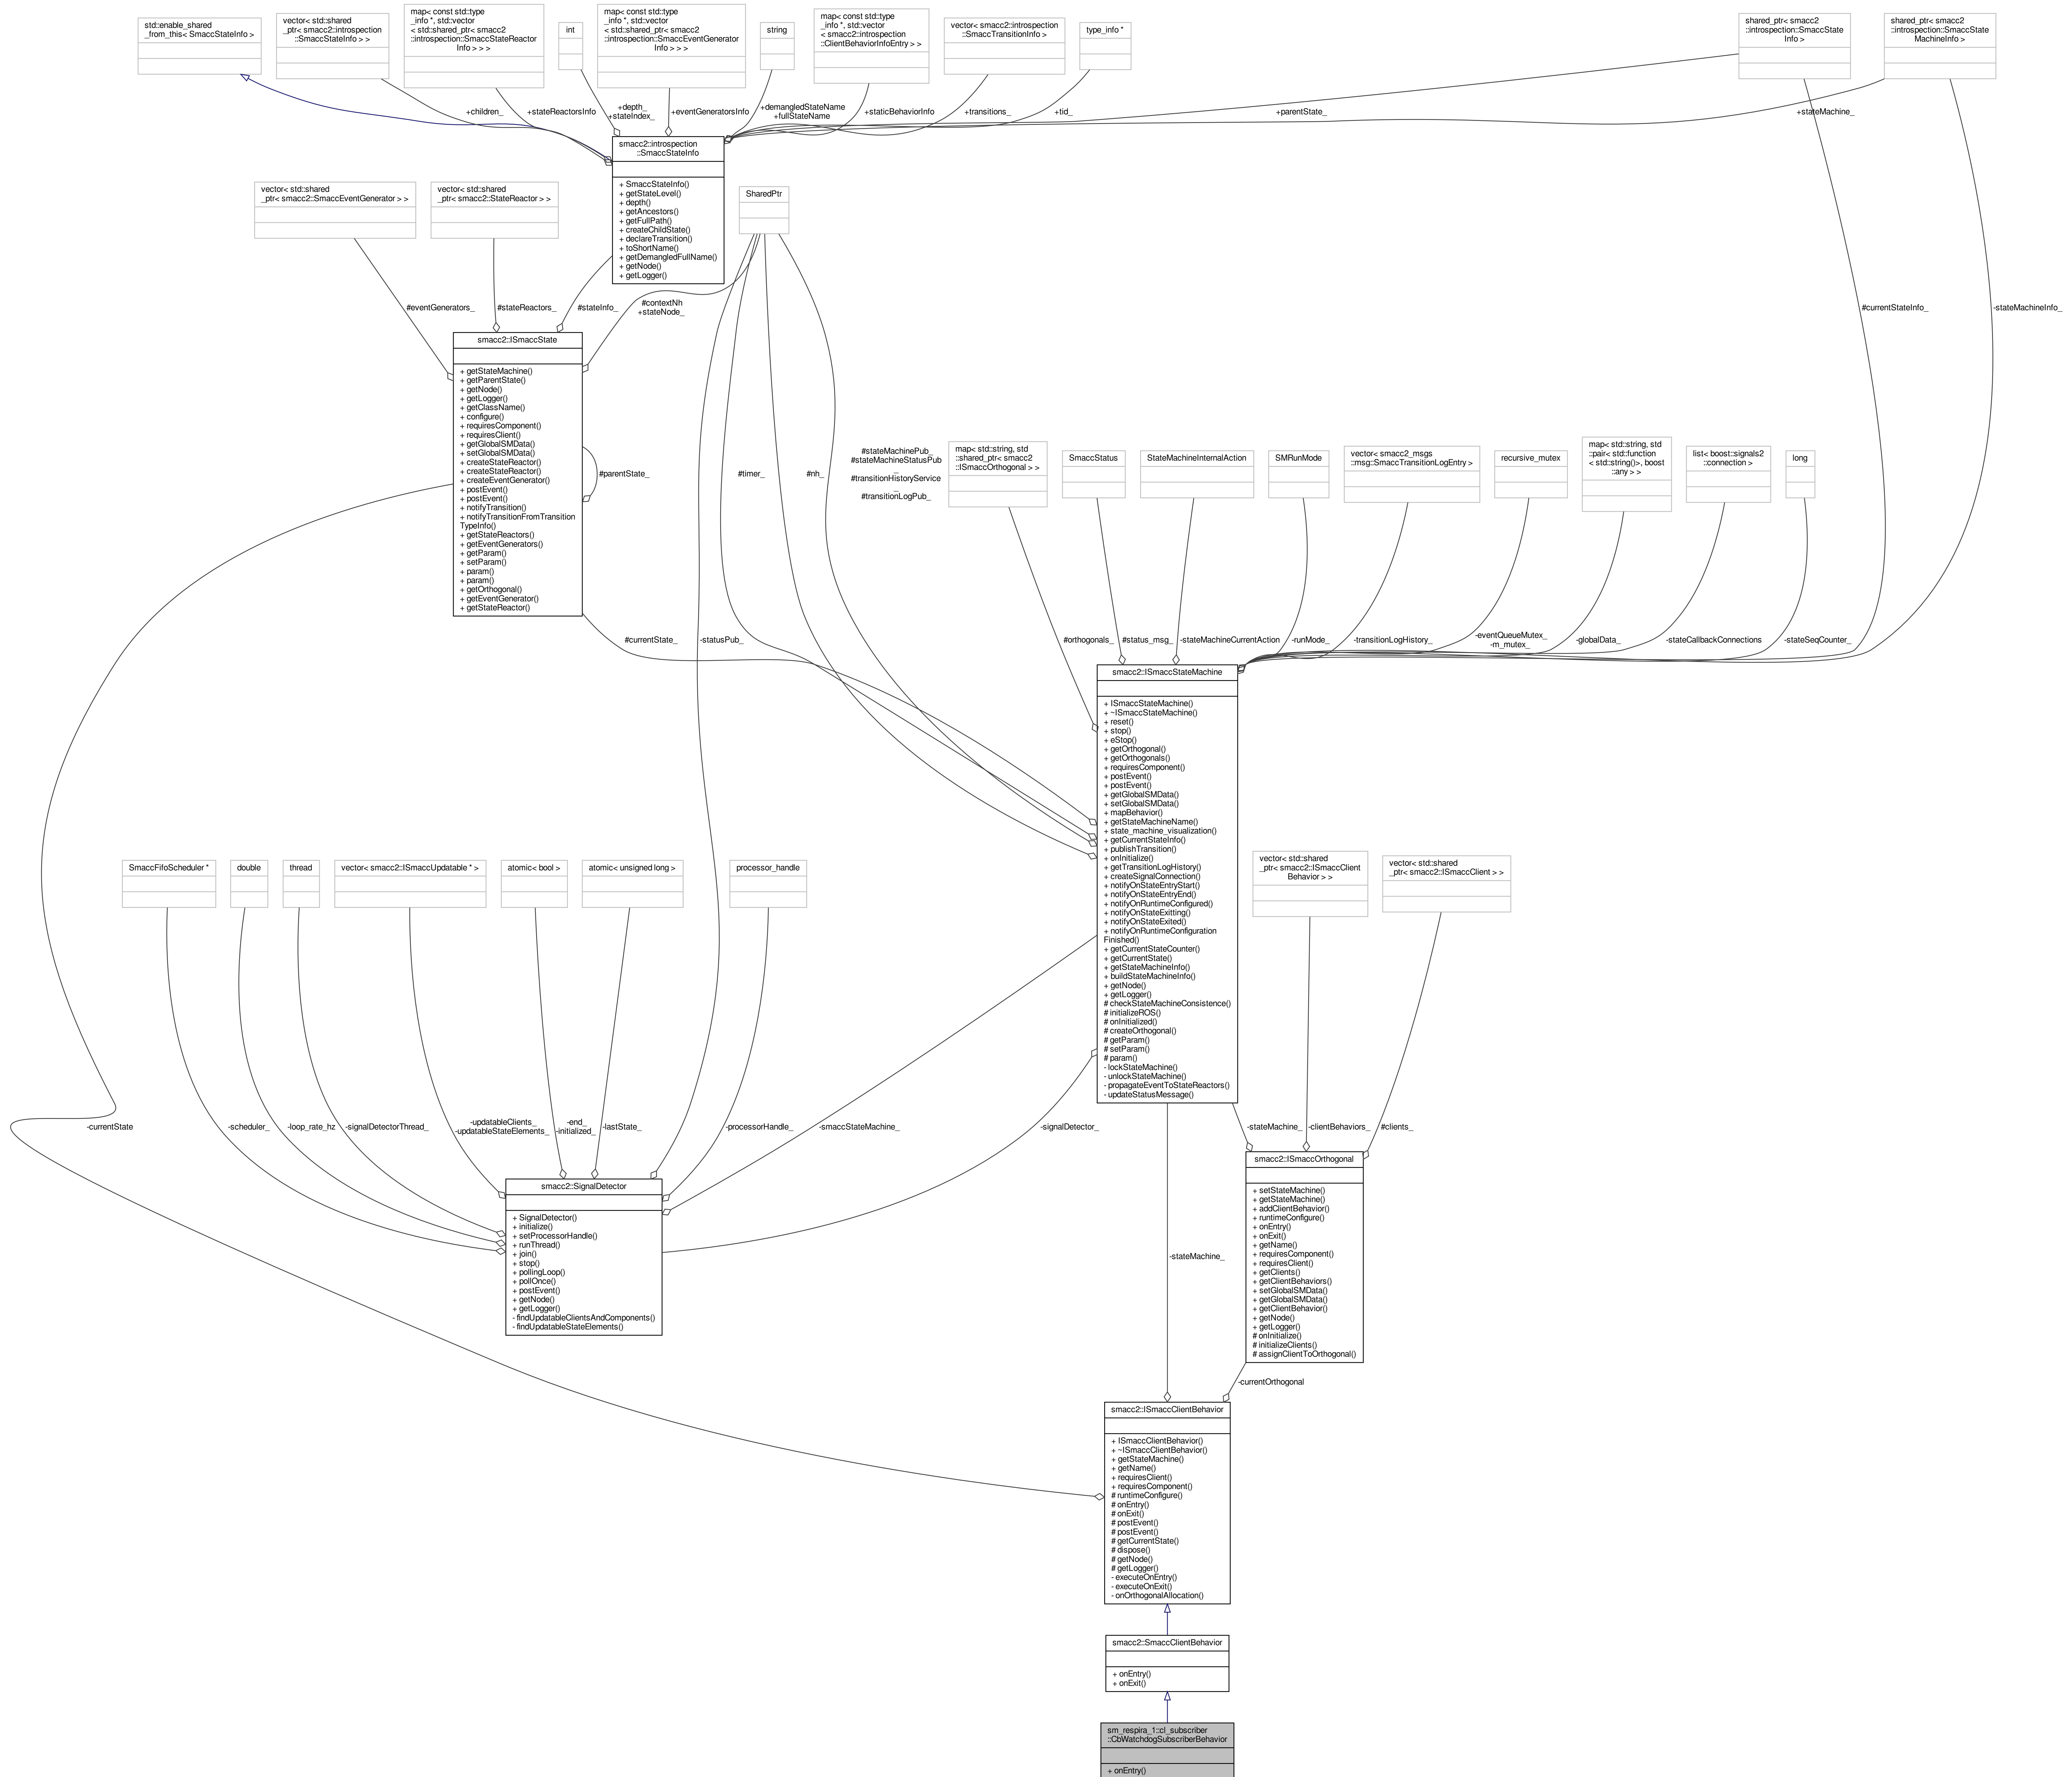 std::enable_shared
_from_this< SmaccStateInfo >
vector< std::shared
_ptr< smacc2::introspection
::SmaccStateInfo > >
map< const std::type
_info *, std::vector
< std::shared_ptr< smacc2
::introspection::SmaccStateReactor
Info > > >
int
map< const std::type
_info *, std::vector
< std::shared_ptr< smacc2
::introspection::SmaccEventGenerator
Info > > >
string
map< const std::type
_info *, std::vector
< smacc2::introspection
::ClientBehaviorInfoEntry > >
vector< smacc2::introspection
::SmaccTransitionInfo >
type_info *
shared_ptr< smacc2
::introspection::SmaccState
Info >
shared_ptr< smacc2
::introspection::SmaccState
MachineInfo >
+children_
+stateReactorsInfo
+depth_
+stateIndex_
+eventGeneratorsInfo
+demangledStateName
+fullStateName
+staticBehaviorInfo
+transitions_
+tid_
+parentState_
+stateMachine_
smacc2::introspection
::SmaccStateInfo
+ SmaccStateInfo()
+ getStateLevel()
+ depth()
+ getAncestors()
+ getFullPath()
+ createChildState()
+ declareTransition()
+ toShortName()
+ getDemangledFullName()
+ getNode()
+ getLogger()
vector< std::shared
_ptr< smacc2::SmaccEventGenerator > >
vector< std::shared
_ptr< smacc2::StateReactor > >
SharedPtr
#eventGenerators_
#stateReactors_
#stateInfo_
#contextNh
+stateNode_
#currentStateInfo_
-stateMachineInfo_
smacc2::ISmaccState
+ getStateMachine()
+ getParentState()
+ getNode()
+ getLogger()
+ getClassName()
+ configure()
+ requiresComponent()
+ requiresClient()
+ getGlobalSMData()
+ setGlobalSMData()
+ createStateReactor()
+ createStateReactor()
+ createEventGenerator()
+ postEvent()
+ postEvent()
+ notifyTransition()
+ notifyTransitionFromTransition
TypeInfo()
+ getStateReactors()
+ getEventGenerators()
+ getParam()
+ setParam()
+ param()
+ param()
+ getOrthogonal()
+ getEventGenerator()
+ getStateReactor()
#parentState_
#timer_
#nh_
#stateMachinePub_
#stateMachineStatusPub
_
#transitionHistoryService
_
#transitionLogPub_
map< std::string, std
::shared_ptr< smacc2
::ISmaccOrthogonal > >
SmaccStatus
StateMachineInternalAction
SMRunMode
vector< smacc2_msgs
::msg::SmaccTransitionLogEntry >
recursive_mutex
map< std::string, std
::pair< std::function
< std::string()>, boost
::any > >
list< boost::signals2
::connection >
long
-statusPub_
#currentState_
#orthogonals_
#status_msg_
-stateMachineCurrentAction
-runMode_
-transitionLogHistory_
-eventQueueMutex_
-m_mutex_
-globalData_
-stateCallbackConnections
-stateSeqCounter_
smacc2::ISmaccStateMachine
+ ISmaccStateMachine()
+ ~ISmaccStateMachine()
+ reset()
+ stop()
+ eStop()
+ getOrthogonal()
+ getOrthogonals()
+ requiresComponent()
+ postEvent()
+ postEvent()
+ getGlobalSMData()
+ setGlobalSMData()
+ mapBehavior()
+ getStateMachineName()
+ state_machine_visualization()
+ getCurrentStateInfo()
+ publishTransition()
+ onInitialize()
+ getTransitionLogHistory()
+ createSignalConnection()
+ notifyOnStateEntryStart()
+ notifyOnStateEntryEnd()
+ notifyOnRuntimeConfigured()
+ notifyOnStateExitting()
+ notifyOnStateExited()
+ notifyOnRuntimeConfiguration
Finished()
+ getCurrentStateCounter()
+ getCurrentState()
+ getStateMachineInfo()
+ buildStateMachineInfo()
+ getNode()
+ getLogger()
# checkStateMachineConsistence()
# initializeROS()
# onInitialized()
# createOrthogonal()
# getParam()
# setParam()
# param()
- lockStateMachine()
- unlockStateMachine()
- propagateEventToStateReactors()
- updateStatusMessage()
SmaccFifoScheduler *
double
thread
vector< smacc2::ISmaccUpdatable * >
atomic< bool >
atomic< unsigned long >
processor_handle
vector< std::shared
_ptr< smacc2::ISmaccClient
Behavior > >
vector< std::shared
_ptr< smacc2::ISmaccClient > >
-currentState
-scheduler_
-loop_rate_hz
-signalDetectorThread_
-updatableClients_
-updatableStateElements_
-end_
-initialized_
-lastState_
-processorHandle_
-smaccStateMachine_
-signalDetector_
-stateMachine_
-clientBehaviors_
#clients_
smacc2::SignalDetector
+ SignalDetector()
+ initialize()
+ setProcessorHandle()
+ runThread()
+ join()
+ stop()
+ pollingLoop()
+ pollOnce()
+ postEvent()
+ getNode()
+ getLogger()
- findUpdatableClientsAndComponents()
- findUpdatableStateElements()
-stateMachine_
smacc2::ISmaccOrthogonal
+ setStateMachine()
+ getStateMachine()
+ addClientBehavior()
+ runtimeConfigure()
+ onEntry()
+ onExit()
+ getName()
+ requiresComponent()
+ requiresClient()
+ getClients()
+ getClientBehaviors()
+ setGlobalSMData()
+ getGlobalSMData()
+ getClientBehavior()
+ getNode()
+ getLogger()
# onInitialize()
# initializeClients()
# assignClientToOrthogonal()
-currentOrthogonal
smacc2::ISmaccClientBehavior
+ ISmaccClientBehavior()
+ ~ISmaccClientBehavior()
+ getStateMachine()
+ getName()
+ requiresClient()
+ requiresComponent()
# runtimeConfigure()
# onEntry()
# onExit()
# postEvent()
# postEvent()
# getCurrentState()
# dispose()
# getNode()
# getLogger()
- executeOnEntry()
- executeOnExit()
- onOrthogonalAllocation()
smacc2::SmaccClientBehavior
+ onEntry()
+ onExit()
sm_respira_1::cl_subscriber
::CbWatchdogSubscriberBehavior
+ onEntry()